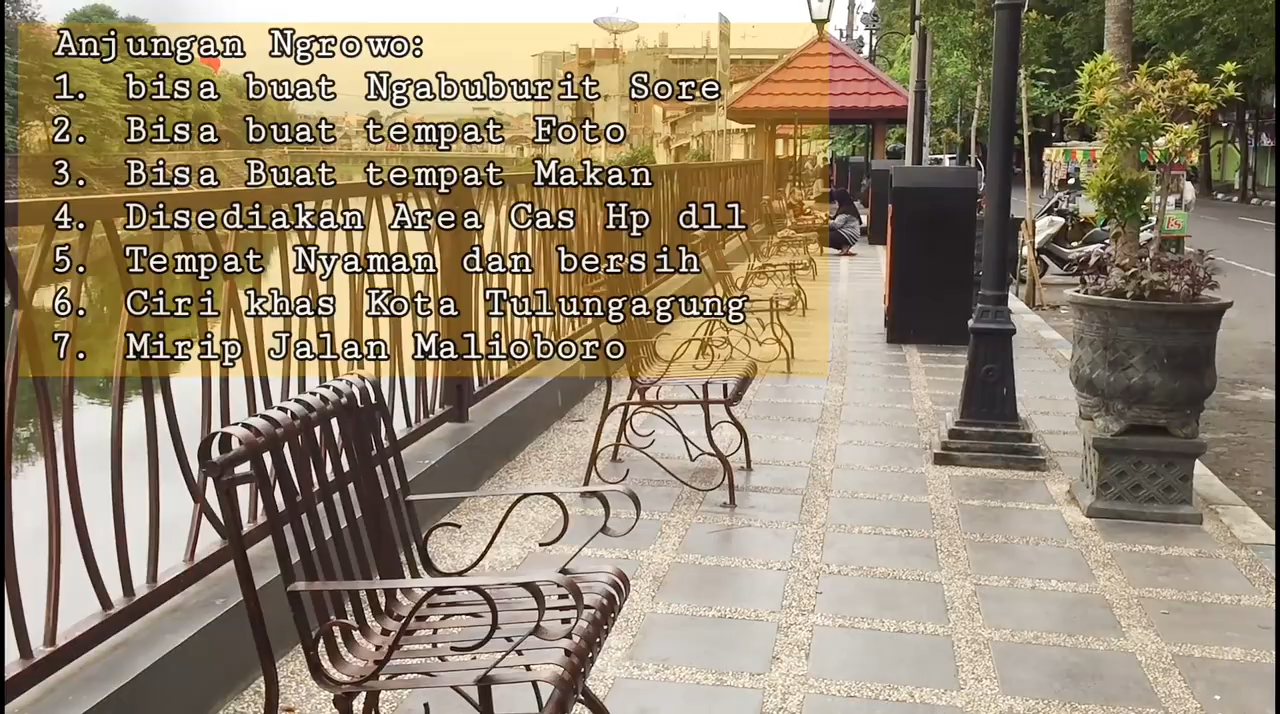 Anjungan Ngrowo:
1. bisa buat Ngabuburit Sore
2. Bisa buat tempat Foto
3. Bisa Buat tempat Makan
4. Disediakan Area Cas Hp dll
5. Tempat Nyaman dan bersih
6. Ciri khas Kota Tulungagung
7. Mirip Jalan Malioboro